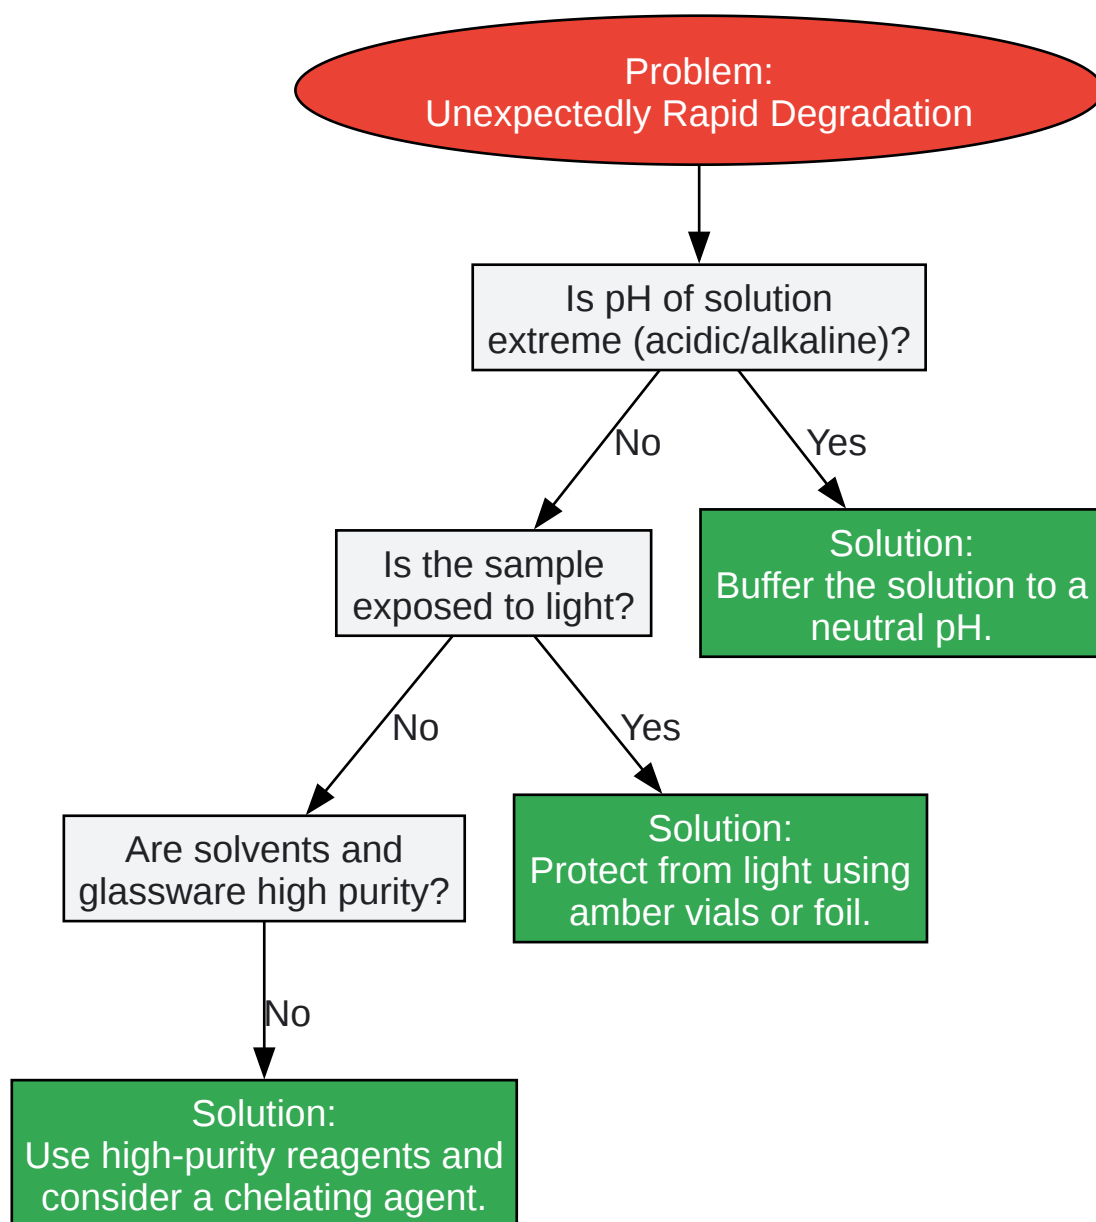 Problem:
Unexpectedly Rapid Degradation
Is pH of solution
extreme (acidic/alkaline)?
No
Yes
Is the sample
exposed to light?
Solution:
Buffer the solution to a
neutral pH.
No
Yes
Are solvents and
glassware high purity?
Solution:
Protect from light using
amber vials or foil.
No
Solution:
Use high-purity reagents and
consider a chelating agent.